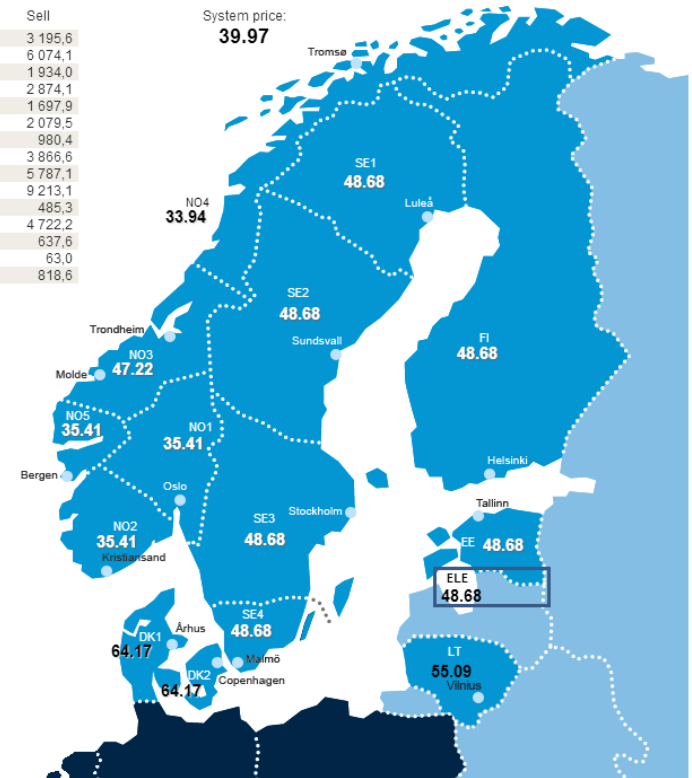 Sell
3 195,6
6 074,1
1 934,0
2 874,1
1 697,9
2 079,5
980,4
3 866,6
5 787,1
9 213,1
485,3
4 722,2
637,6
63,0
818,6
System price:
39.97
Tromsø
SE1
48.68
NO4
33.94
Luleå
SE2
48.68
Trondheim
Sundsvall
FI
48.68
NO3
47.22
Molde
NO5
35.41
NO1
35.41
Helsinki
Bergen
Oslo
Tallinn
Stockholm
SE3
48.68
NO2
35.41
EE 48.68
Kristiansand
ELE
48.68
SE4
48.68
Århus
DK1
64.17
LT
55.09
Malmö
DK2
64.17
Copenhagen
Vilnius